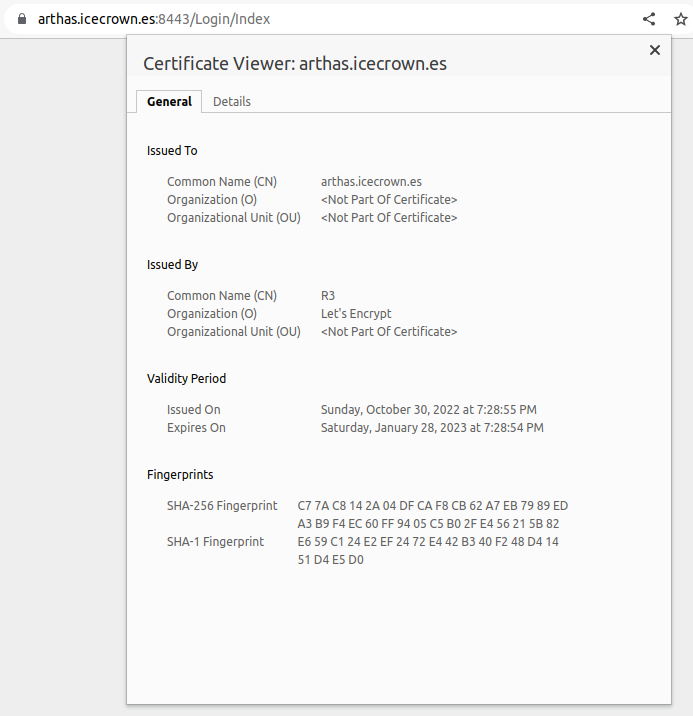 arthas.icecrown.es:8443/Login/Index
Certificate Viewer: arthas.icecrown.es
General Details
Issued To
Common Name (CN) arthas.icecrown.es
Organization (O) <Not Part Of Certificate>
Organizational Unit (OU) <Not Part Of Certificate>
Issued By
Common Name (CN) R3
Organization (O) Let's Encrypt
Organizational Unit (OU) <Not Part Of Certificate>
Validity Period
Issued On Sunday, October 30, 2022 at 7:28:55 PM
Expires On Saturday, January 28, 2023 at 7:28:54 PM
Fingerprints
SHA-256 Fingerprint C7 7A C8 14 2A 04 DF CA F8 CB 62 A7 EB 79 89 ED
A3 B9 F4 EC 60 FF 94 05 C5 B0 2F E4 56 21 5B 82
SHA-1 Fingerprint E6 59 C1 24 E2 EF 24 72 E4 42 B3 40 F2 48 D4 14
51 D4 E5 D0